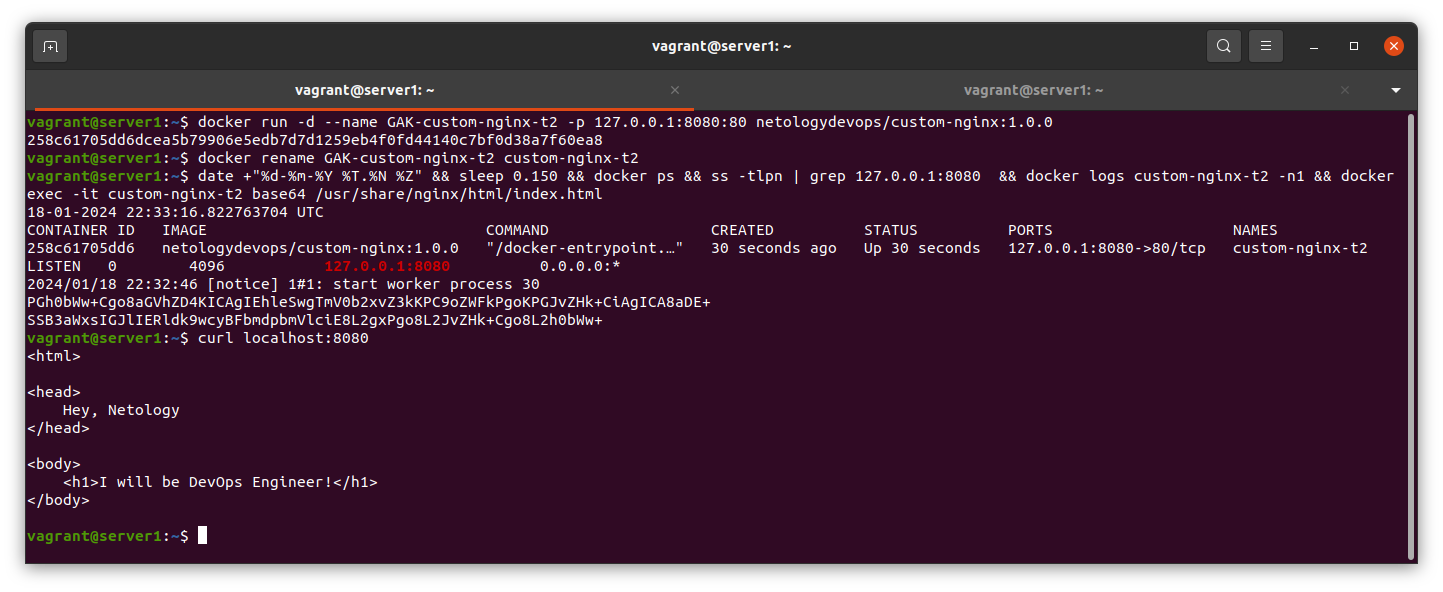 vagrant@server1: ~
vagrant@server1: ~
vagrant@server1: ~
vagrant@server1:~$ docker run -d --name GAK-custom-nginx-t2 -p 127.0.0.1:8080:80 netologydevops/custom-nginx:1.0.0
258c61705dd6dcea5b79906e5edb7d7d1259eb4f0fd44140c7bf0d38a7f60ea8
vagrant@server1:~$ docker rename GAK-custom-nginx-t2 custom-nginx-t2
vagrant@server1:~$ date +"%d-%m-%Y %T.%N %Z" && sleep 0.150 && docker ps && ss -tlpn | grep 127.0.0.1:8080  && docker logs custom-nginx-t2 -n1 && docker
exec -it custom-nginx-t2 base64 /usr/share/nginx/html/index.html
18-01-2024 22:33:16.822763704 UTC
CONTAINER ID   IMAGE                               COMMAND                  CREATED          STATUS          PORTS                    NAMES
258c61705dd6   netologydevops/custom-nginx:1.0.0   "/docker-entrypoint.…"   30 seconds ago   Up 30 seconds   127.0.0.1:8080->80/tcp   custom-nginx-t2
LISTEN   0        4096           127.0.0.1:8080          0.0.0.0:*
2024/01/18 22:32:46 [notice] 1#1: start worker process 30
PGh0bWw+Cgo8aGVhZD4KICAgIEhleSwgTmV0b2xvZ3kKPC9oZWFkPgoKPGJvZHk+CiAgICA8aDE+
SSB3aWxsIGJlIERldk9wcyBFbmdpbmVlciE8L2gxPgo8L2JvZHk+Cgo8L2h0bWw+
vagrant@server1:~$ curl localhost:8080
<html>
<head>
    Hey, Netology
</head>
<body>
    <h1>I will be DevOps Engineer!</h1>
</body>
vagrant@server1:~$